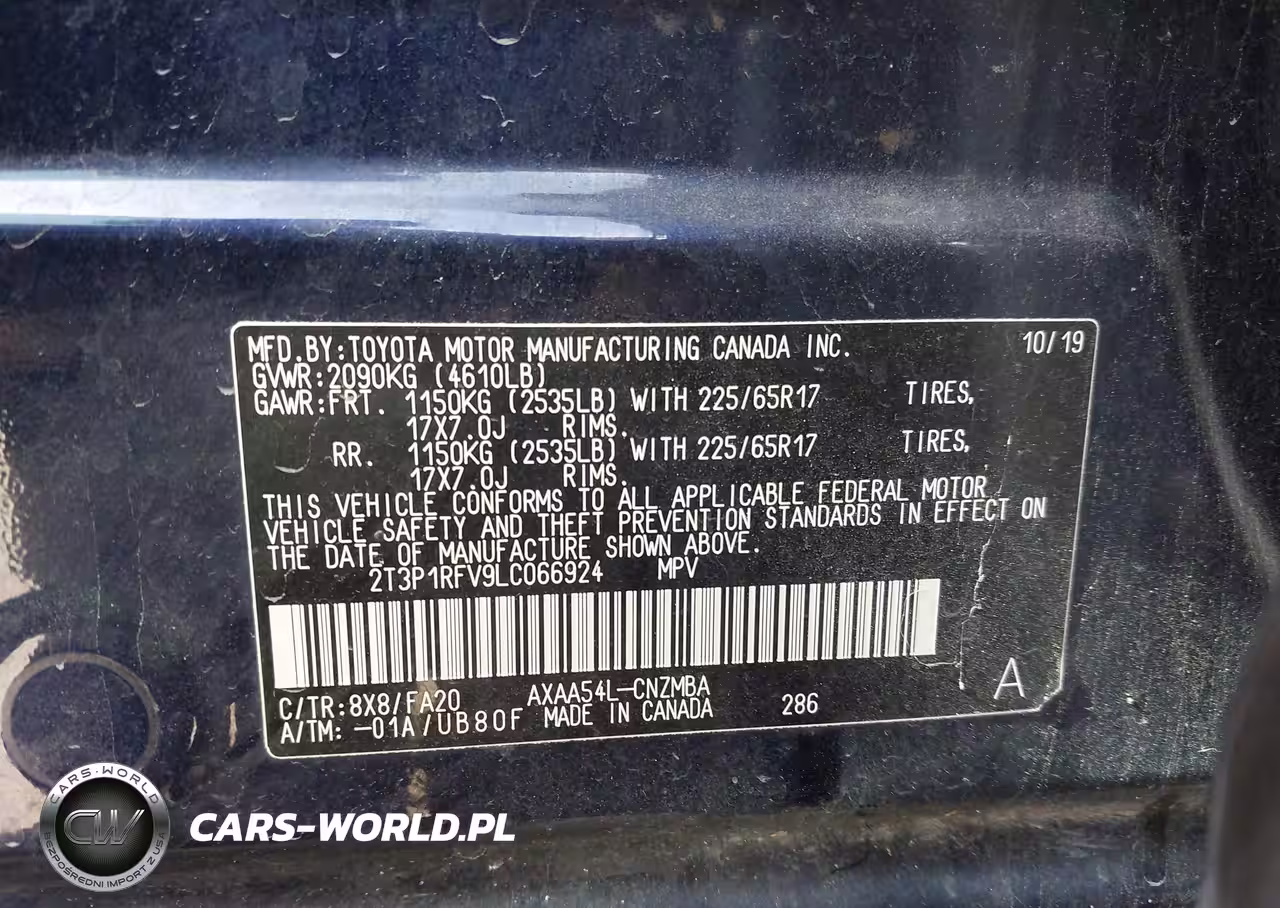 MFD.BY:TOYOTA MOTOR MANUFACTURING CANADA INC. 10/19
GVWR:2090KG (4610LB)
GAWR:FRT. 1150KG (2535LB) WITH 225/65R17 TIRES,
17X7.0J RIMS.
RR. 1150KG (2535LB) WITH 225/65R17 TIRES,
17X7.0J RIMS.
THIS VEHICLE CONFORMS TO ALL APPLICABLE FEDERAL MOTOR
VEHICLE SAFETY AND THEFT PREVENTION STANDARDS IN EFFECT ON
THE DATE OF MANUFACTURE SHOWN ABOVE.
2T3P1RFV9LC066924 MPV
C/TR:8X8/FA20 AXAA54L-CNZMBA
A/TM: -01A/UB80F MADE IN CANADA 286 A
CARS-WORLD
CW
BEZPOŚREDNI IMPORT Z USA
CARS-WORLD.PL